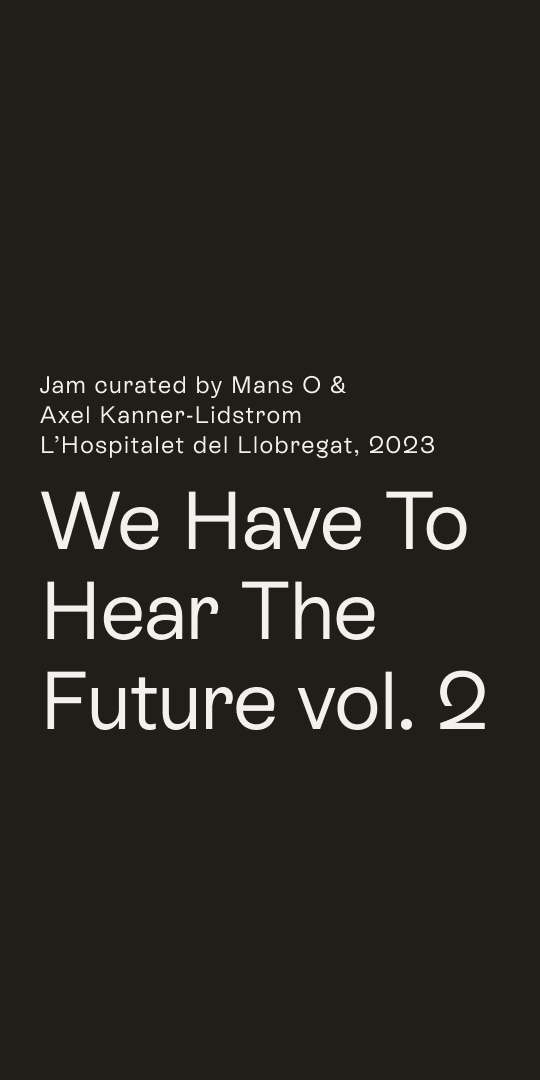 Jam curated by Mans O &
Axel Kanner-Lidstrom
L’Hospitalet del Llobregat, 2023
We Have To
Hear The
Future vol. 2